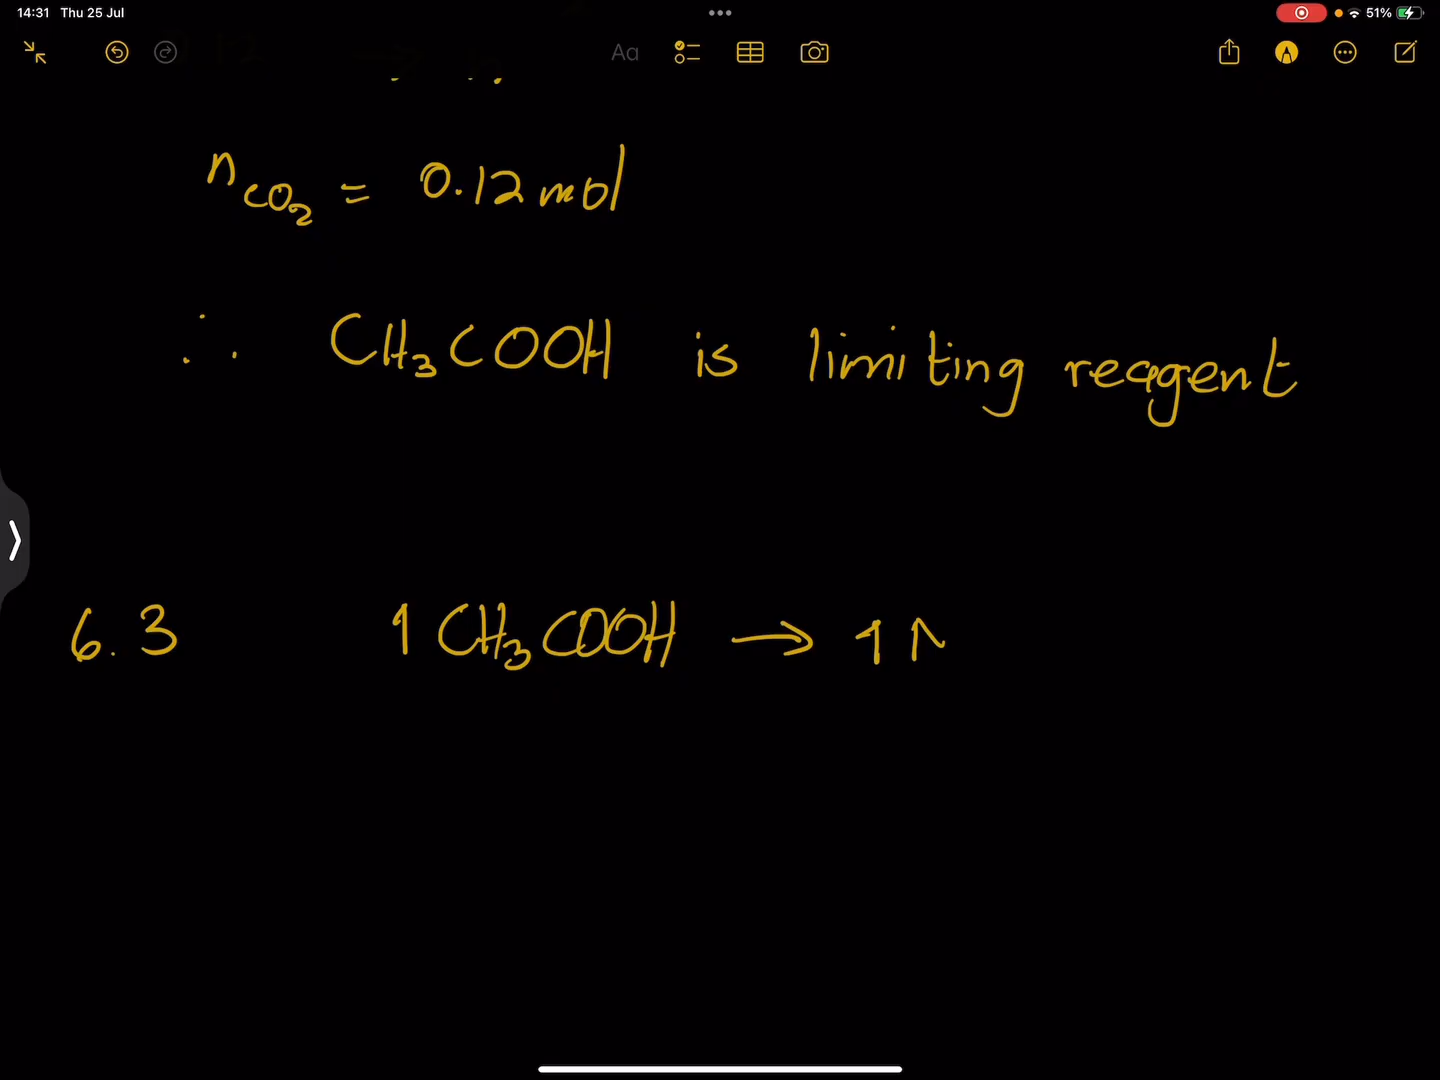 14:31 Thu 25 Jul 51%
Aa
nCO₂ = 0.12 mol
∴ CH₃COOH is limiting reagent
6.3 1 CH₃COOH → 1 N